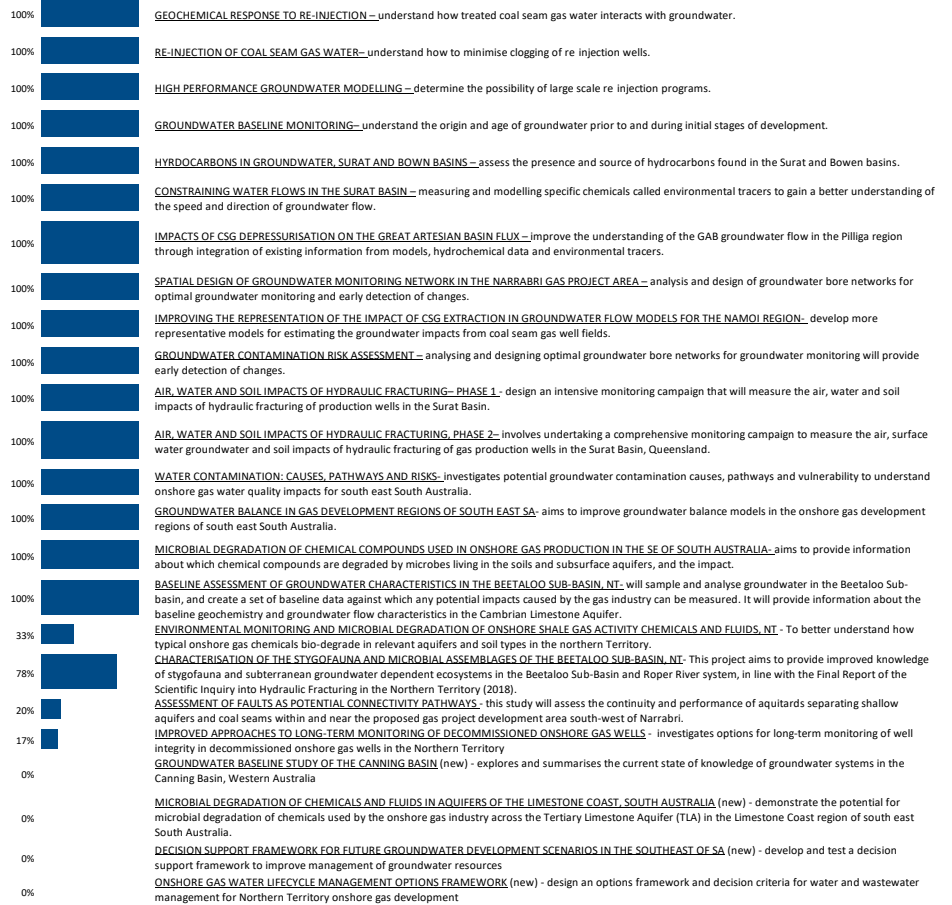 100% GEOCHEMICAL RESPONSE TO RE-INJECTION – understand how treated coal seam gas water interacts with groundwater.
100% RE-INJECTION OF COAL SEAM GAS WATER– understand how to minimise clogging of re injection wells.
100% HIGH PERFORMANCE GROUNDWATER MODELLING – determine the possibility of large scale re injection programs.
100% GROUNDWATER BASELINE MONITORING– understand the origin and age of groundwater prior to and during initial stages of development.
100% HYRDOCARBONS IN GROUNDWATER, SURAT AND BOWN BASINS – assess the presence and source of hydrocarbons found in the Surat and Bowen basins.
100% CONSTRAINING WATER FLOWS IN THE SURAT BASIN – measuring and modelling specific chemicals called environmental tracers to gain a better understanding of
the speed and direction of groundwater flow.
100% IMPACTS OF CSG DEPRESSURISATION ON THE GREAT ARTESIAN BASIN FLUX – improve the understanding of the GAB groundwater flow in the Pilliga region
through integration of existing information from models, hydrochemical data and environmental tracers.
100% SPATIAL DESIGN OF GROUNDWATER MONITORING NETWORK IN THE NARRABRI GAS PROJECT AREA – analysis and design of groundwater bore networks for
optimal groundwater monitoring and early detection of changes.
100% IMPROVING THE REPRESENTATION OF THE IMPACT OF CSG EXTRACTION IN GROUNDWATER FLOW MODELS FOR THE NAMOI REGION- develop more
representative models for estimating the groundwater impacts from coal seam gas well fields.
100% GROUNDWATER CONTAMINATION RISK ASSESSMENT – analysing and designing optimal groundwater bore networks for groundwater monitoring will provide
early detection of changes.
100% AIR, WATER AND SOIL IMPACTS OF HYDRAULIC FRACTURING– PHASE 1 - design an intensive monitoring campaign that will measure the air, water and soil
impacts of hydraulic fracturing of production wells in the Surat Basin.
100% AIR, WATER AND SOIL IMPACTS OF HYDRAULIC FRACTURING, PHASE 2– involves undertaking a comprehensive monitoring campaign to measure the air, surface
water groundwater and soil impacts of hydraulic fracturing of gas production wells in the Surat Basin, Queensland.
100% WATER CONTAMINATION: CAUSES, PATHWAYS AND RISKS- investigates potential groundwater contamination causes, pathways and vulnerability to understand
onshore gas water quality impacts for south east South Australia.
100% GROUNDWATER BALANCE IN GAS DEVELOPMENT REGIONS OF SOUTH EAST SA- aims to improve groundwater balance models in the onshore gas development
regions of south east South Australia.
100% MICROBIAL DEGRADATION OF CHEMICAL COMPOUNDS USED IN ONSHORE GAS PRODUCTION IN THE SE OF SOUTH AUSTRALIA- aims to provide information
about which chemical compounds are degraded by microbes living in the soils and subsurface aquifers, and the impact.
100% BASELINE ASSESSMENT OF GROUNDWATER CHARACTERISTICS IN THE BEETALOO SUB-BASIN, NT- will sample and analyse groundwater in the Beetaloo Sub-
basin, and create a set of baseline data against which any potential impacts caused by the gas industry can be measured. It will provide information about the
baseline geochemistry and groundwater flow characteristics in the Cambrian Limestone Aquifer.
33% ENVIRONMENTAL MONITORING AND MICROBIAL DEGRADATION OF ONSHORE SHALE GAS ACTIVITY CHEMICALS AND FLUIDS, NT - To better understand how
typical onshore gas chemicals bio-degrade in relevant aquifers and soil types in the northern Territory.
78% CHARACTERISATION OF THE STYGOFAUNA AND MICROBIAL ASSEMBLAGES OF THE BEETALOO SUB-BASIN, NT- This project aims to provide improved knowledge
of stygofauna and subterranean groundwater dependent ecosystems in the Beetaloo Sub-Basin and Roper River system, in line with the Final Report of the
Scientific Inquiry into Hydraulic Fracturing in the Northern Territory (2018).
20% ASSESSMENT OF FAULTS AS POTENTIAL CONNECTIVITY PATHWAYS - this study will assess the continuity and performance of aquitards separating shallow
aquifers and coal seams within and near the proposed gas project development area south-west of Narrabri.
17% IMPROVED APPROACHES TO LONG-TERM MONITORING OF DECOMMISSIONED ONSHORE GAS WELLS - investigates options for long-term monitoring of well
integrity in decommissioned onshore gas wells in the Northern Territory
0% GROUNDWATER BASELINE STUDY OF THE CANNING BASIN (new) - explores and summarises the current state of knowledge of groundwater systems in the
Canning Basin, Western Australia
0% MICROBIAL DEGRADATION OF CHEMICALS AND FLUIDS IN AQUIFERS OF THE LIMESTONE COAST, SOUTH AUSTRALIA (new) - demonstrate the potential for
microbial degradation of chemicals used by the onshore gas industry across the Tertiary Limestone Aquifer (TLA) in the Limestone Coast region of south east
South Australia.
0% DECISION SUPPORT FRAMEWORK FOR FUTURE GROUNDWATER DEVELOPMENT SCENARIOS IN THE SOUTHEAST OF SA (new) - develop and test a decision
support framework to improve management of groundwater resources
0% ONSHORE GAS WATER LIFECYCLE MANAGEMENT OPTIONS FRAMEWORK (new) - design an options framework and decision criteria for water and wastewater
management for Northern Territory onshore gas development